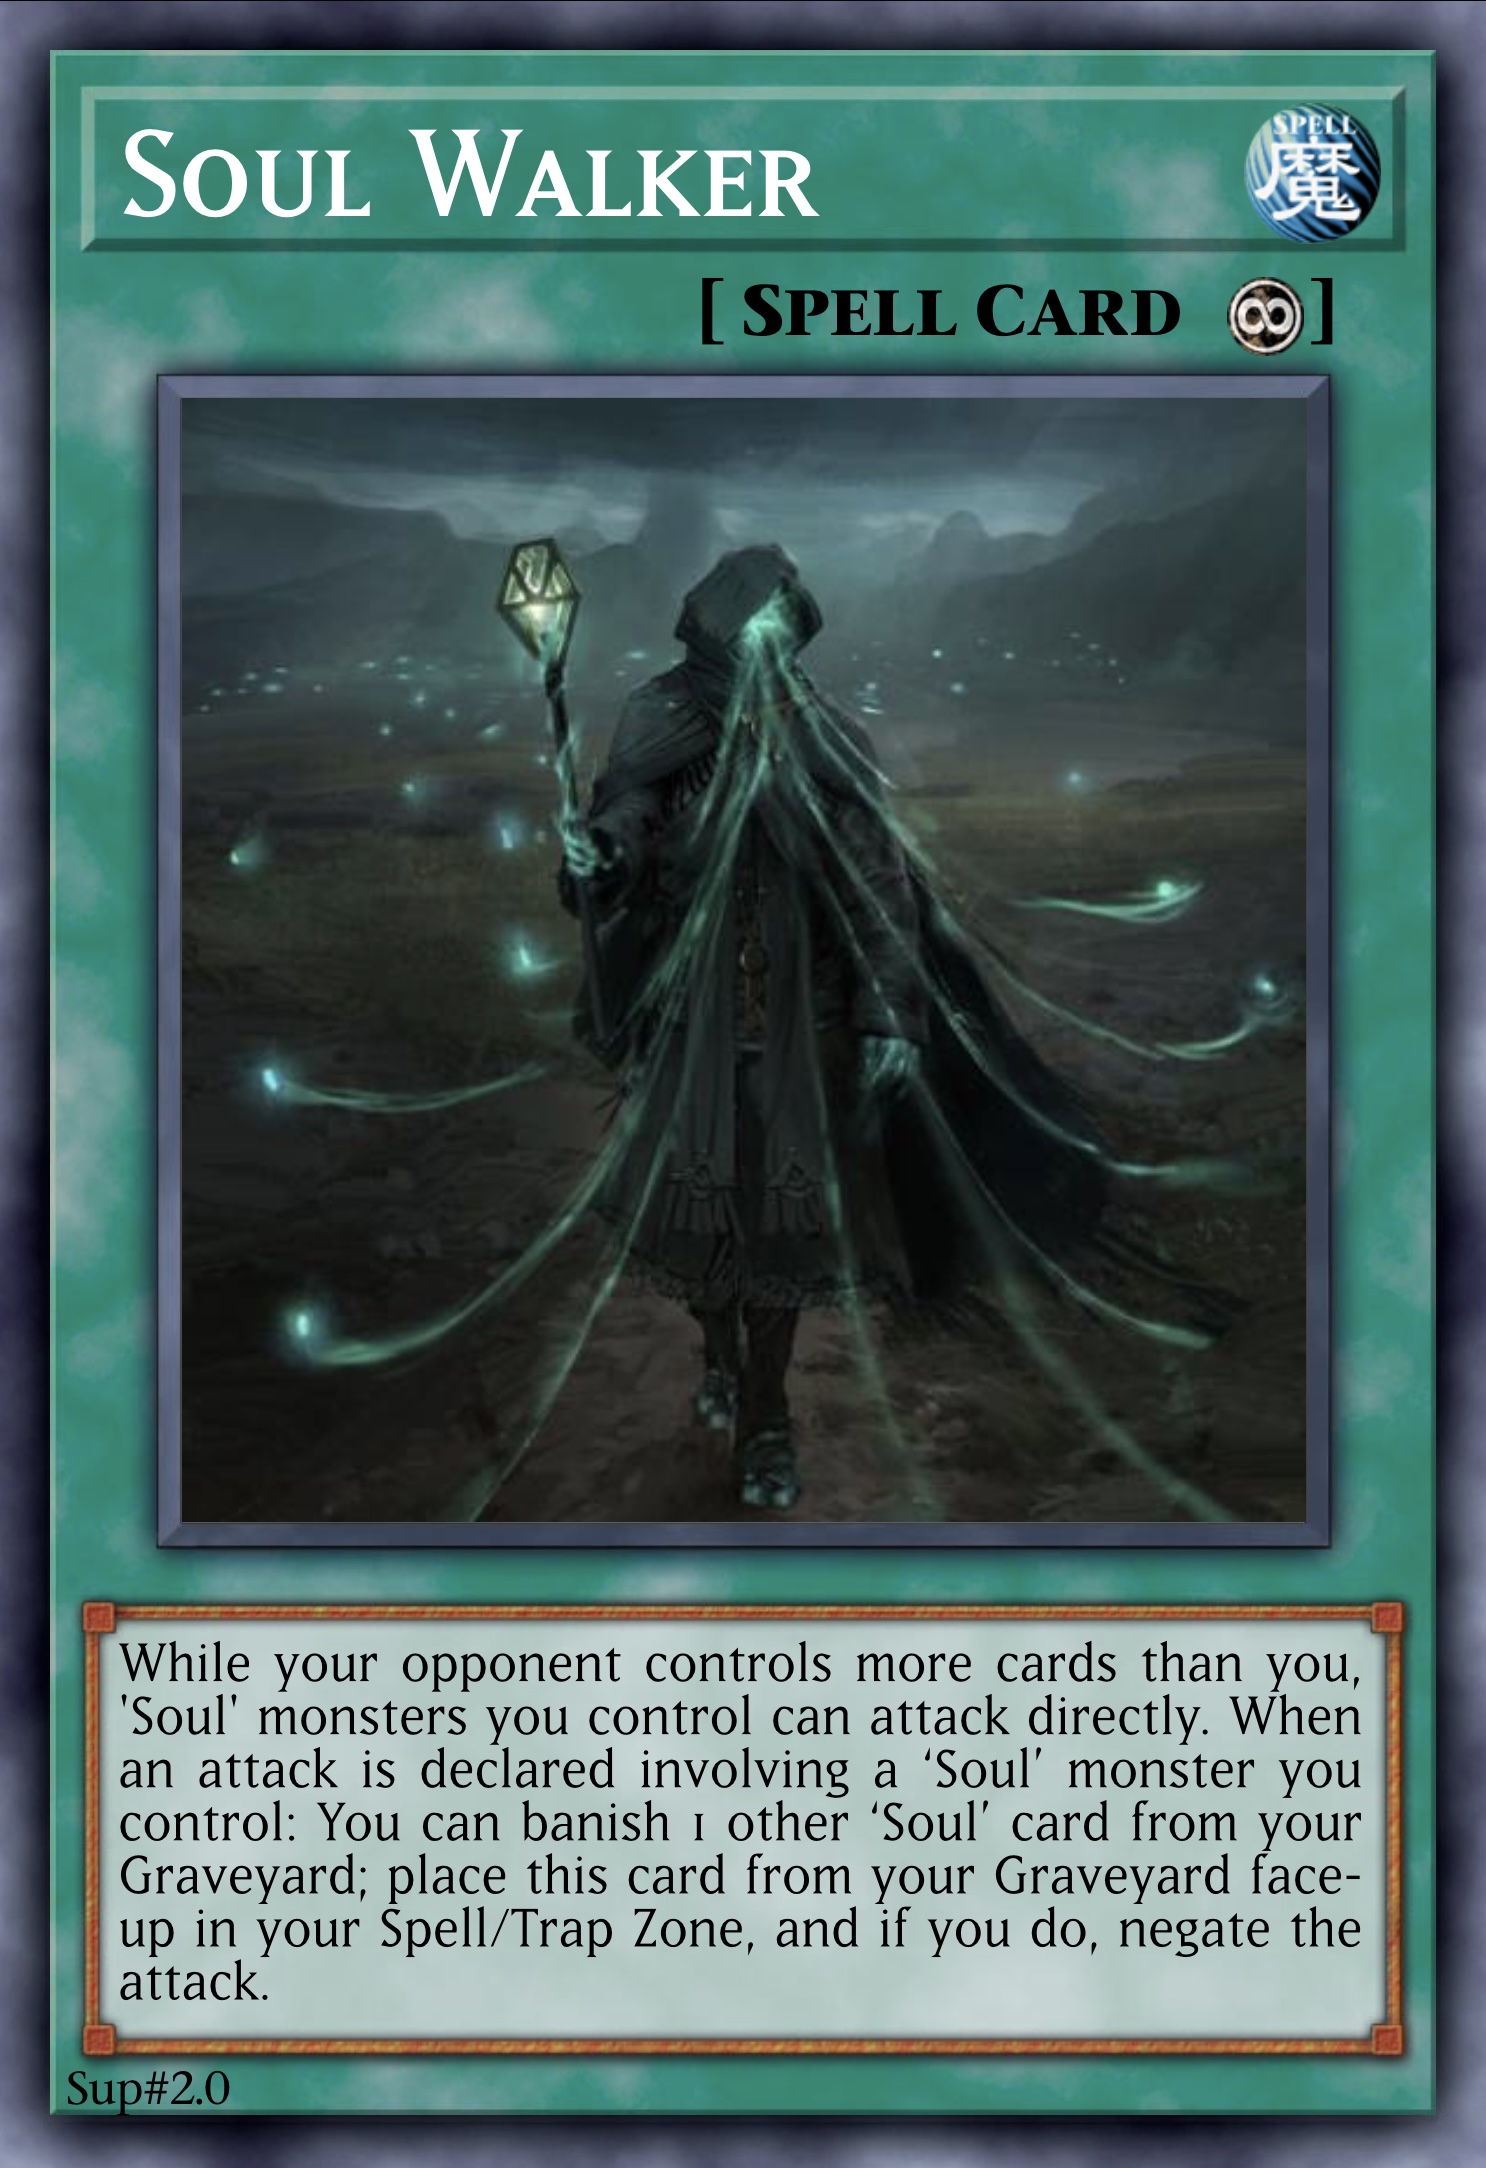 Soul Walker
SPELL
魔
[ Spell Card ]
While your opponent controls more cards than you,
'Soul' monsters you control can attack directly. When
an attack is declared involving a ‘Soul’ monster you
control: You can banish 1 other ‘Soul’ card from your
Graveyard; place this card from your Graveyard face-
up in your Spell/Trap Zone, and if you do, negate the
attack.
Sup#2.0